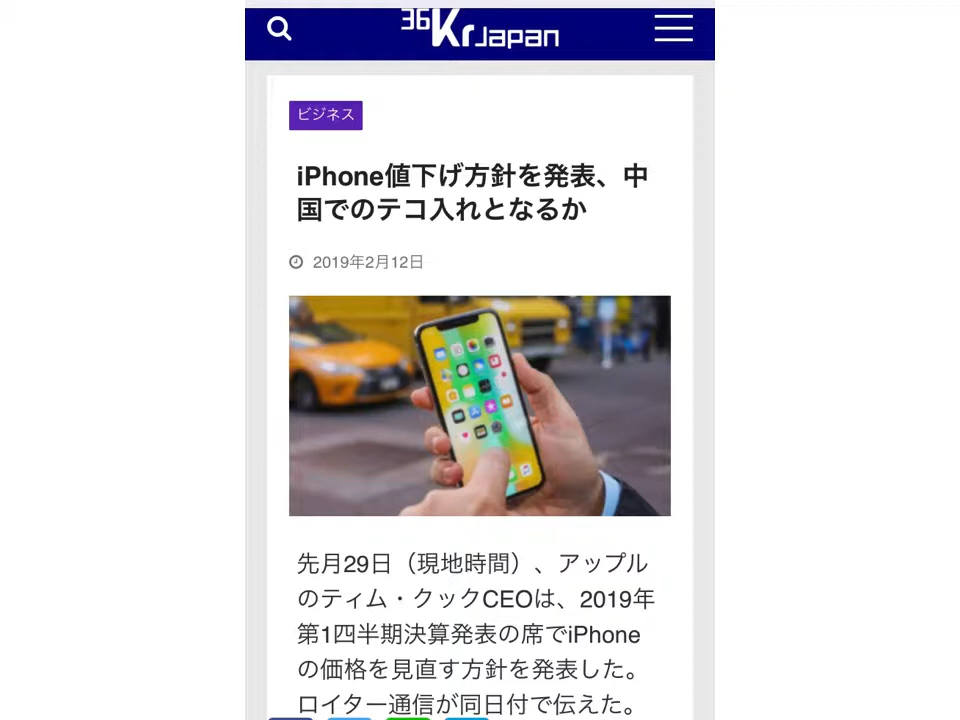 36Kr Japan
ビジネス
iPhone値下げ方針を発表、中
国でのテコ入れとなるか
2019年2月12日
先月29日（現地時間）、アップル
のティム・クックCEOは、2019年
第1四半期決算発表の席でiPhone
の価格を見直す方針を発表した。
ロイター通信が同日付で伝えた。